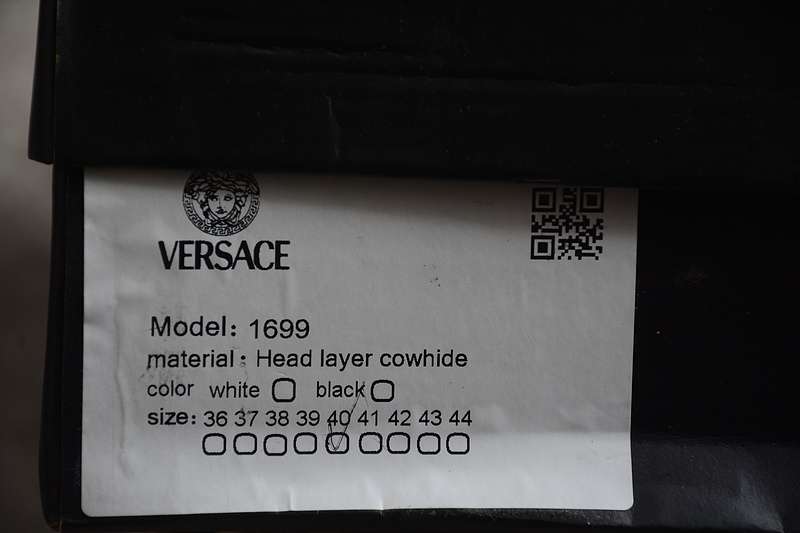 VERSACE
Model: 1699
material: Head layer cowhide
color white black
size: 36 37 38 39 40 41 42 43 44